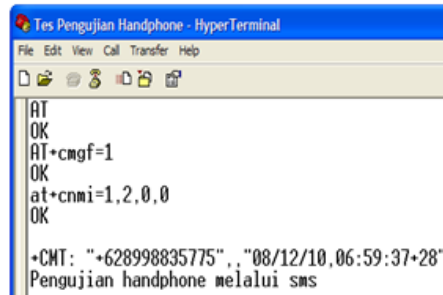 Tes Pengujian Handphone - HyperTerminal
File Edit View Call Transfer Help
AT
OK
AT+cmgf=1
OK
at+cnmi=1,2,0,0
OK
+CMT: "+628998835775",,"08/12/10,06:59:37+28"
Pengujian handphone melalui sms